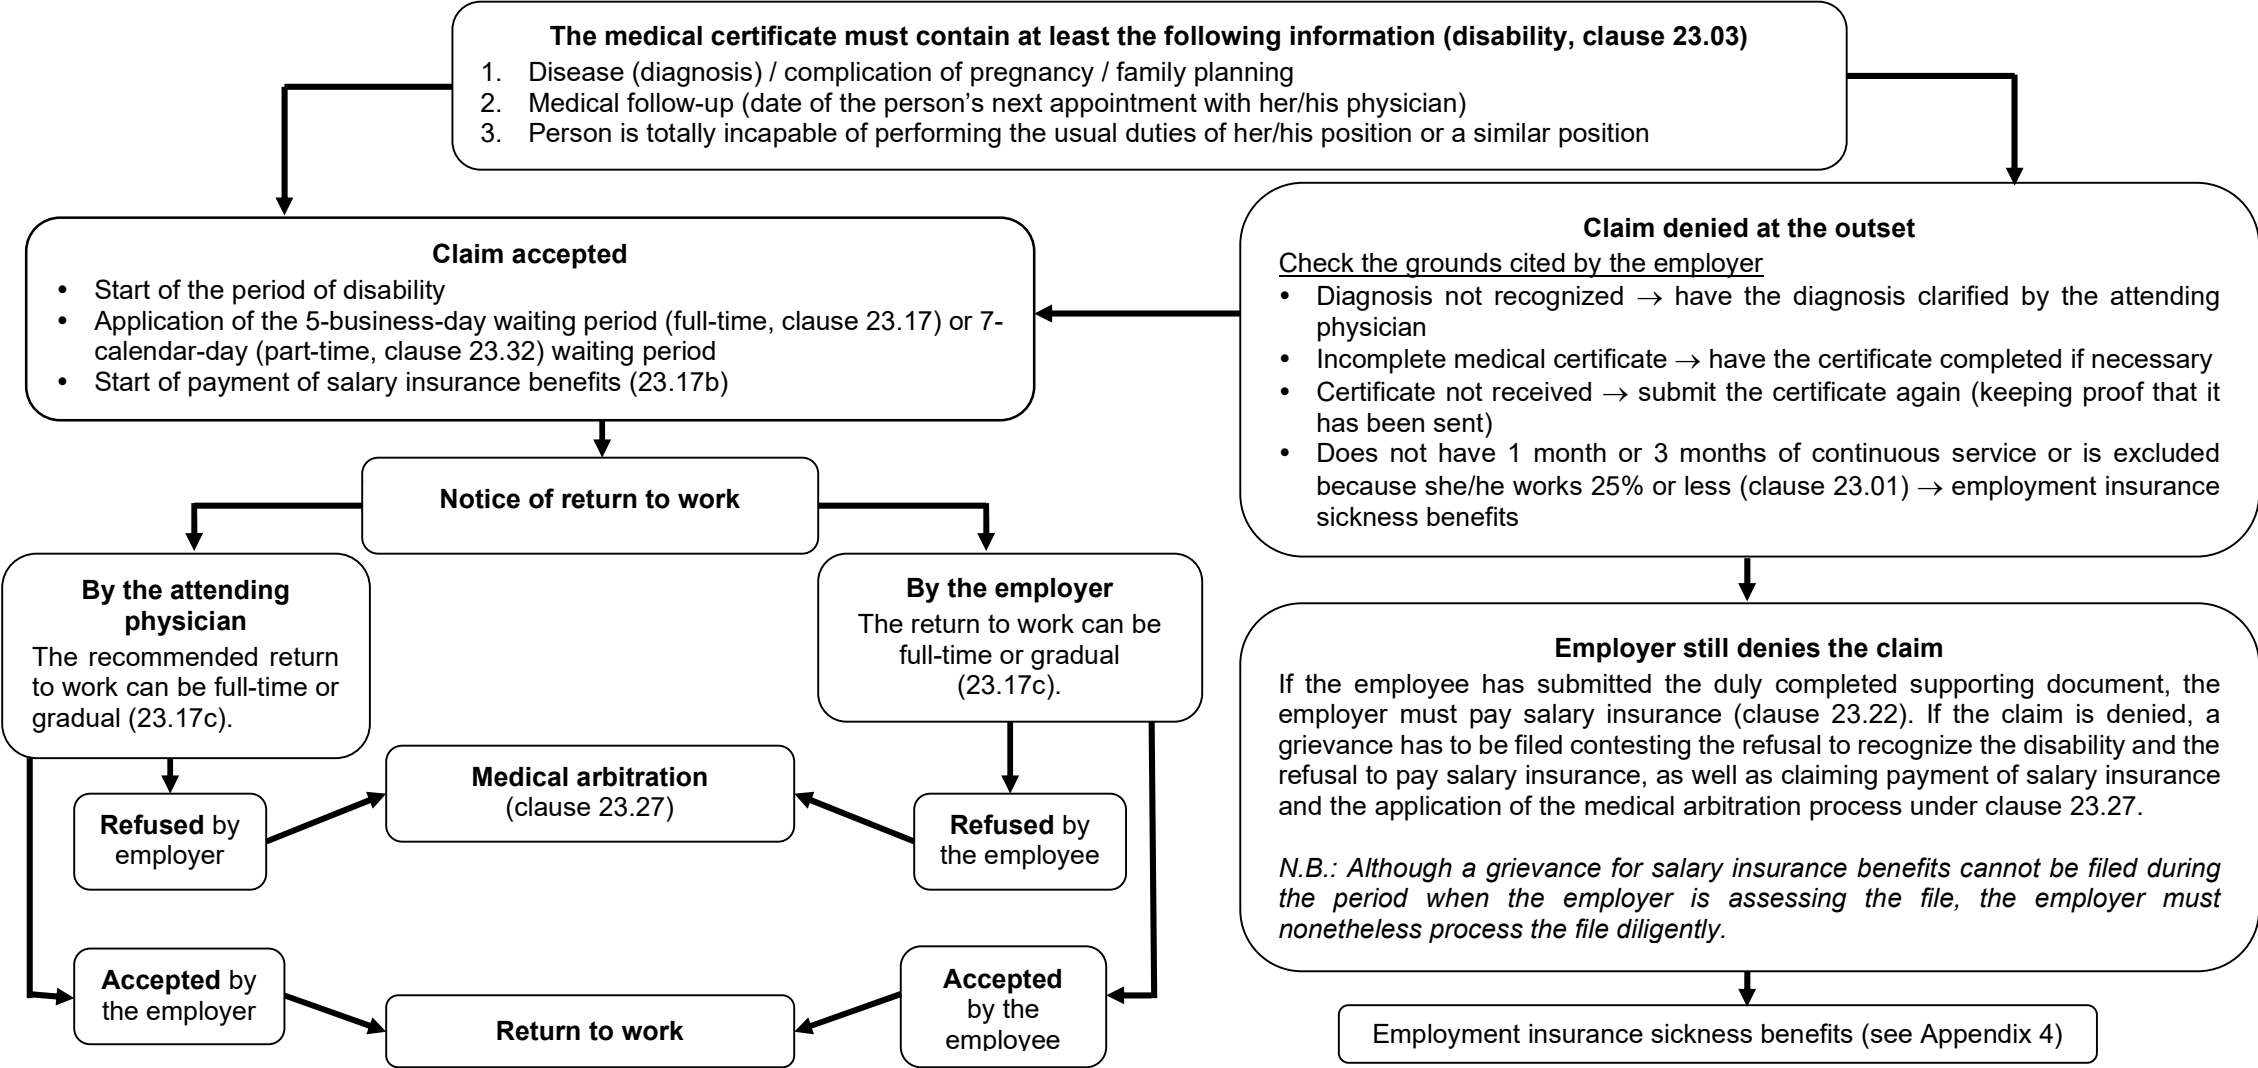 The medical certificate must contain at least the following information (disability, clause 23.03)
1. Disease (diagnosis) / complication of pregnancy / family planning
2. Medical follow-up (date of the person’s next appointment with her/his physician)
3. Person is totally incapable of performing the usual duties of her/his position or a similar position
Claim accepted
• Start of the period of disability
• Application of the 5-business-day waiting period (full-time, clause 23.17) or 7-
calendar-day (part-time, clause 23.32) waiting period
• Start of payment of salary insurance benefits (23.17b)
Claim denied at the outset
Check the grounds cited by the employer
• Diagnosis not recognized → have the diagnosis clarified by the attending
physician
• Incomplete medical certificate → have the certificate completed if necessary
• Certificate not received → submit the certificate again (keeping proof that it
has been sent)
• Does not have 1 month or 3 months of continuous service or is excluded
because she/he works 25% or less (clause 23.01) → employment insurance
sickness benefits
Notice of return to work
By the attending
physician
The recommended return
to work can be full-time or
gradual (23.17c).
By the employer
The return to work can be
full-time or gradual
(23.17c).
Employer still denies the claim
If the employee has submitted the duly completed supporting document, the
employer must pay salary insurance (clause 23.22). If the claim is denied, a
grievance has to be filed contesting the refusal to recognize the disability and the
refusal to pay salary insurance, as well as claiming payment of salary insurance
and the application of the medical arbitration process under clause 23.27.
N.B.: Although a grievance for salary insurance benefits cannot be filed during
the period when the employer is assessing the file, the employer must
nonetheless process the file diligently.
Medical arbitration
(clause 23.27)
Refused by
employer
Refused by
the employee
Accepted by
the employer
Accepted
by the
employee
Return to work
Employment insurance sickness benefits (see Appendix 4)